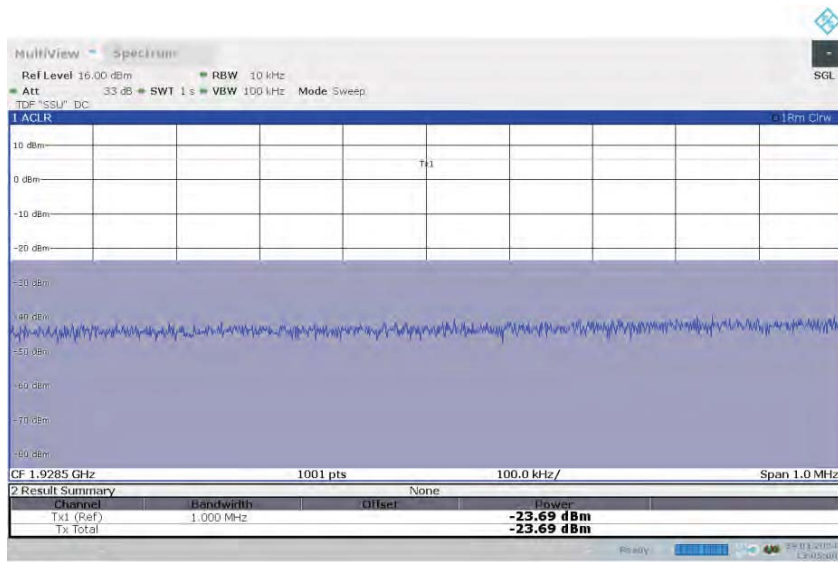 MultiView Spectrum
Ref Level 16.00 dBm RBW 10 kHz SGL
Att 33 dB SWT 1 s VBW 100 kHz Mode Sweep
TDF "SSU" DC
1 ACLR 1Rm Clrw
10 dBm
Tx1
0 dBm
-10 dBm
-20 dBm
-30 dBm
-40 dBm
-50 dBm
-60 dBm
-70 dBm
-80 dBm
CF 1.9285 GHz 1001 pts 100.0 kHz/ Span 1.0 MHz
2 Result Summary None
Channel Bandwidth Offset Power
Tx1 (Ref) 1.000 MHz -23.69 dBm
Tx Total -23.69 dBm
Ready